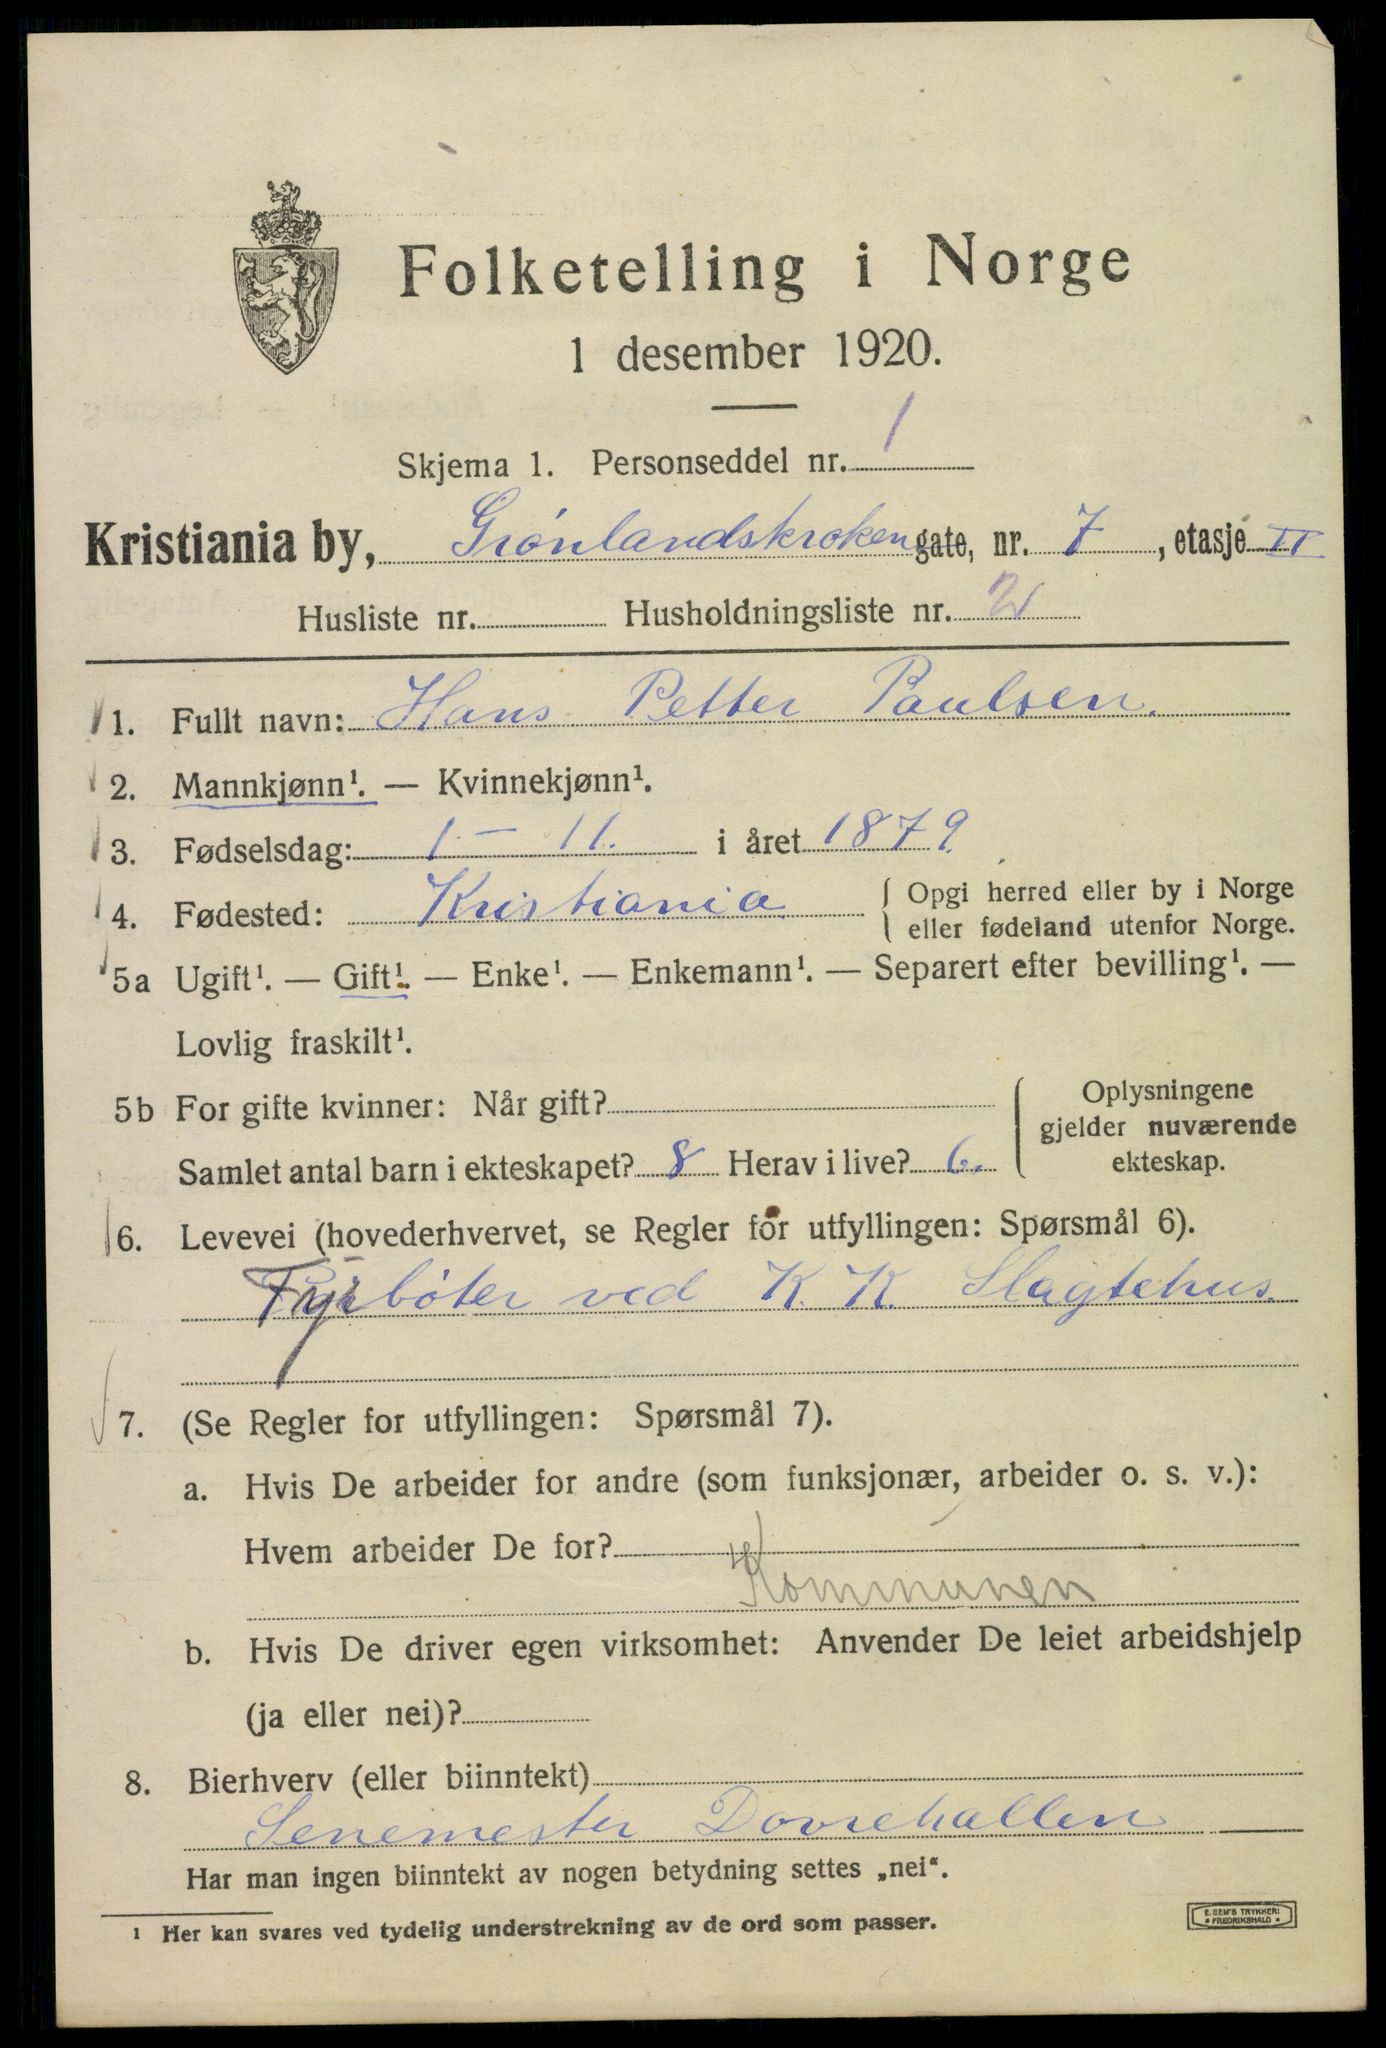 Folketelling i Norge
1 desember 1920.
Skjema 1. Personseddel nr. 1
Kristiania by, Grönlandskroken gate, nr. 7, etasje II
Husliste nr. Husholdningsliste nr. 2
1. Fullt navn: Hans Petter Paulsen.
2. Mannkjønn¹. — Kvinnekjønn¹.
3. Fødselsdag: 1 – 11. i året 1879.
4. Fødested: Kristiania { Opgi herred eller by i Norge
eller fødeland utenfor Norge.
5a Ugift¹. — Gift¹. — Enke¹. — Enkemann¹. — Separert efter bevilling¹. —
Lovlig fraskilt¹.
5b For gifte kvinner: Når gift? { Oplysningene
gjelder nuværende
Samlet antal barn i ekteskapet? 8 Herav i live? 6. ekteskap.
6. Levevei (hovederhvervet, se Regler for utfyllingen: Spørsmål 6).
Fyrböter ved K. K. Slagtehus.
7. (Se Regler for utfyllingen: Spørsmål 7).
a. Hvis De arbeider for andre (som funksjonær, arbeider o. s. v.):
Hvem arbeider De for?
Kommunen
b. Hvis De driver egen virksomhet: Anvender De leiet arbeidshjelp
(ja eller nei)?
8. Bierhverv (eller biinntekt)
Senemester Dovrehallen —
Har man ingen biinntekt av nogen betydning settes „nei“.
1 Her kan svares ved tydelig understrekning av de ord som passer.
E. SEM'S TRYKKERI
• FREDRIKSHALD •